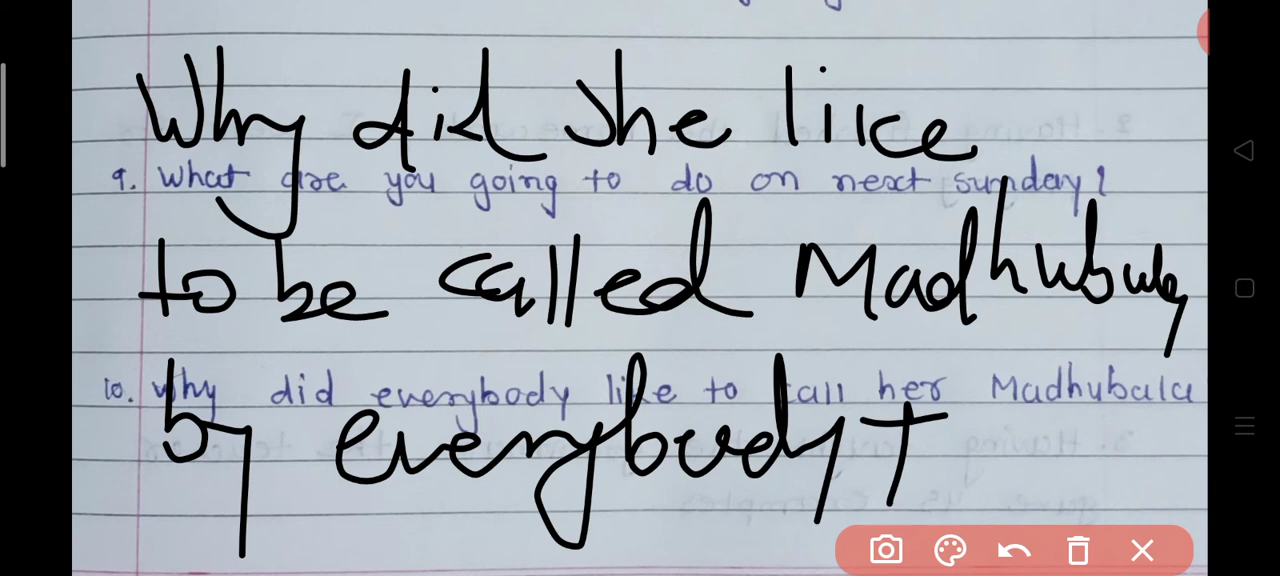 Why did she like
9. What are you going to do on next sunday?
to be called Madhubala
10. Why did everybody like to call her Madhubala
by everybody